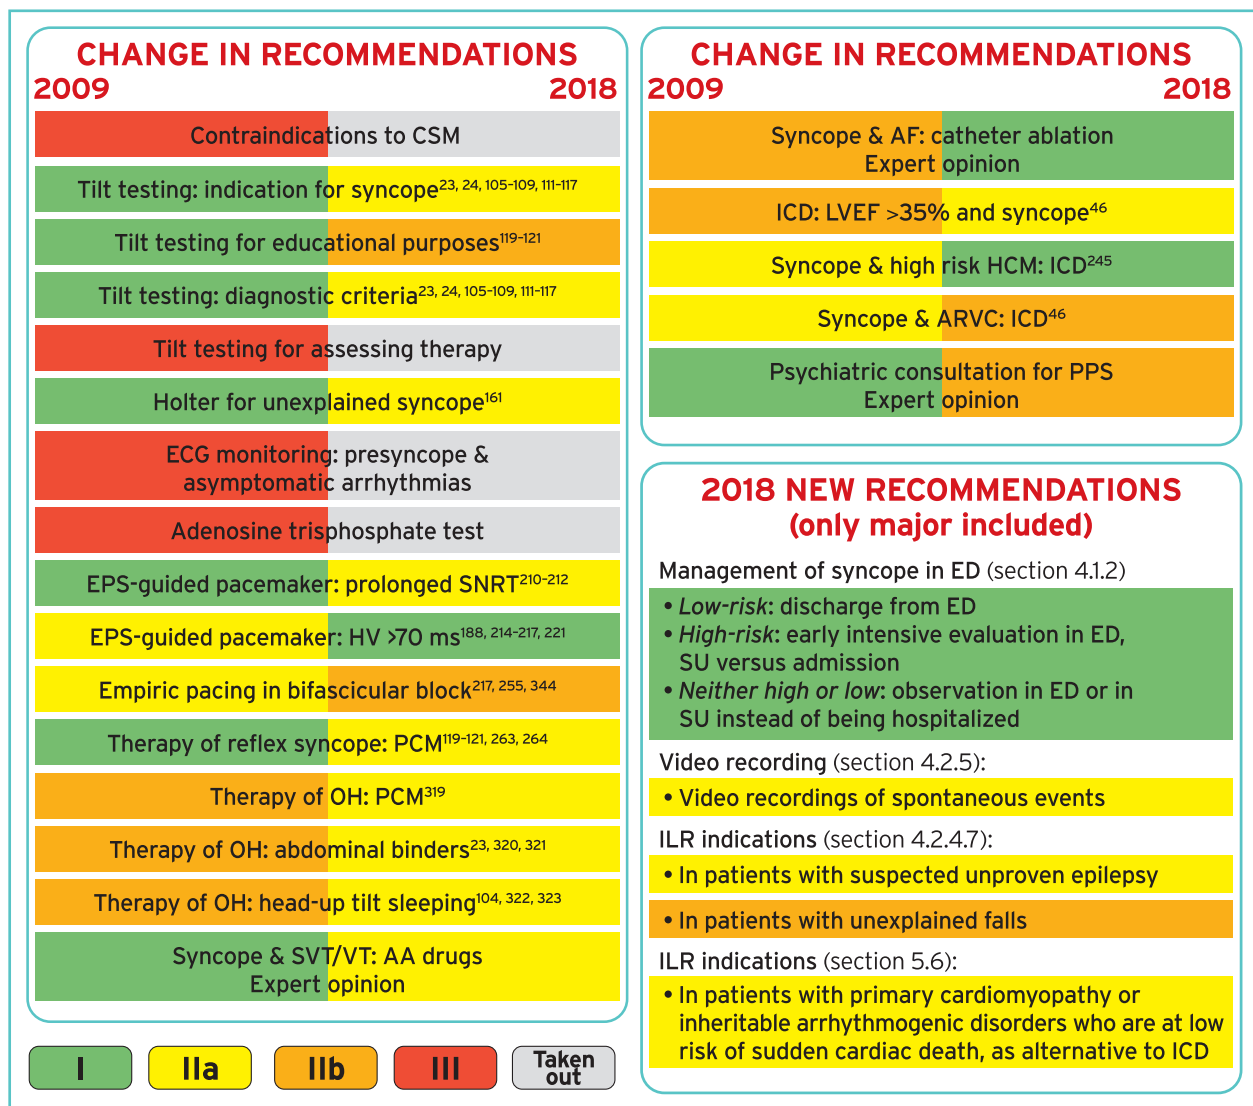 CHANGE IN RECOMMENDATIONS
2009 2018
Contraindications to CSM
Tilt testing: indication for syncope23, 24, 105–109, 111–117
Tilt testing for educational purposes119–121
Tilt testing: diagnostic criteria23, 24, 105–109, 111–117
Tilt testing for assessing therapy
Holter for unexplained syncope161
ECG monitoring: presyncope &
asymptomatic arrhythmias
Adenosine trisphosphate test
EPS-guided pacemaker: prolonged SNRT210–212
EPS-guided pacemaker: HV >70 ms188, 214–217, 221
Empiric pacing in bifascicular block217, 255, 344
Therapy of reflex syncope: PCM119–121, 263, 264
Therapy of OH: PCM319
Therapy of OH: abdominal binders23, 320, 321
Therapy of OH: head-up tilt sleeping104, 322, 323
Syncope & SVT/VT: AA drugs
Expert opinion
I IIa IIb III Taken
out
CHANGE IN RECOMMENDATIONS
2009 2018
Syncope & AF: catheter ablation
Expert opinion
ICD: LVEF >35% and syncope46
Syncope & high risk HCM: ICD245
Syncope & ARVC: ICD46
Psychiatric consultation for PPS
Expert opinion
2018 NEW RECOMMENDATIONS
(only major included)
Management of syncope in ED (section 4.1.2)
• Low-risk: discharge from ED
• High-risk: early intensive evaluation in ED,
SU versus admission
• Neither high or low: observation in ED or in
SU instead of being hospitalized
Video recording (section 4.2.5):
• Video recordings of spontaneous events
ILR indications (section 4.2.4.7):
• In patients with suspected unproven epilepsy
• In patients with unexplained falls
ILR indications (section 5.6):
• In patients with primary cardiomyopathy or
inheritable arrhythmogenic disorders who are at low
risk of sudden cardiac death, as alternative to ICD